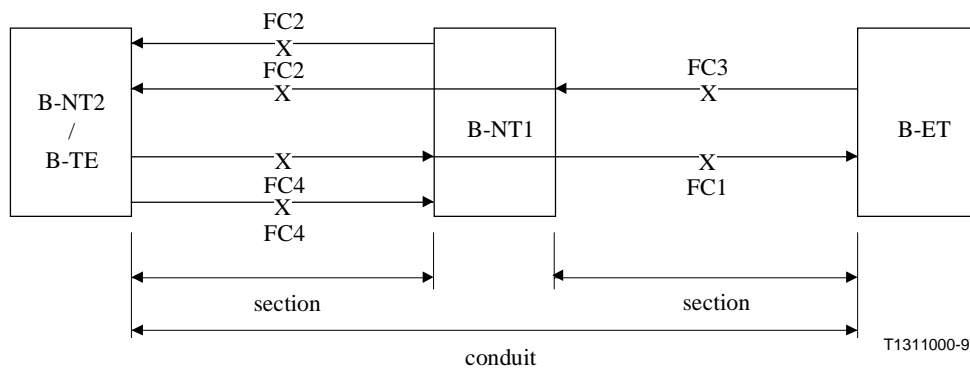 FC2
X
FC2
X
FC3
X
B-NT2
/
B-TE
B-NT1
B-ET
X
FC4
X
FC4
X
FC1
section
section
conduit
T1311000-9